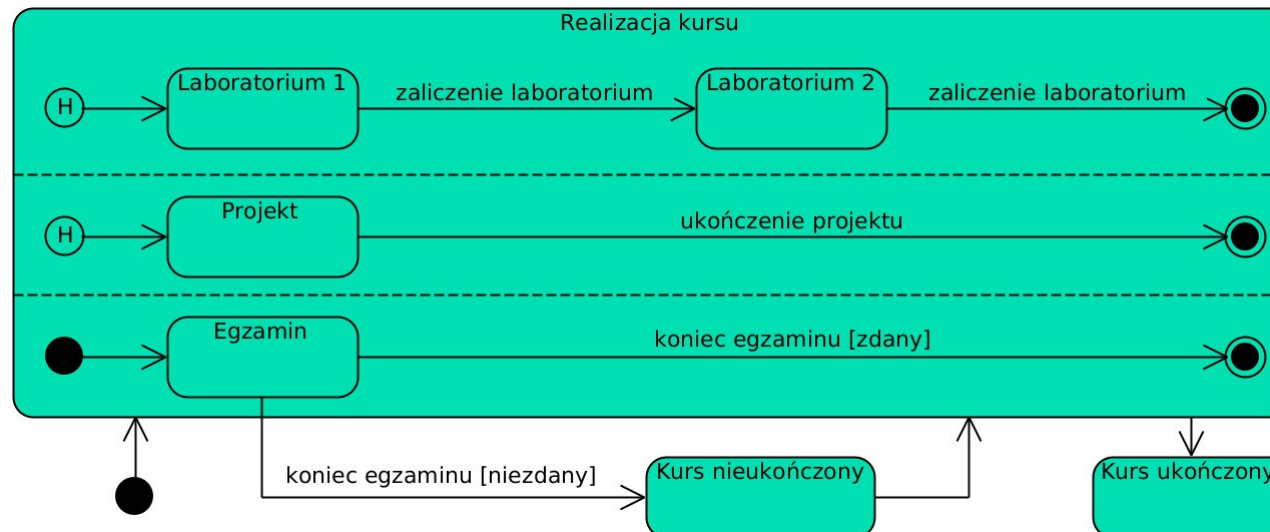 Realizacja kursu
H
Laboratorium 1
zaliczenie laboratorium
Laboratorium 2
zaliczenie laboratorium
H
Projekt
ukończenie projektu
Egzamin
koniec egzaminu [zdany]
koniec egzaminu [niezdany]
Kurs nieukończony
Kurs ukończony